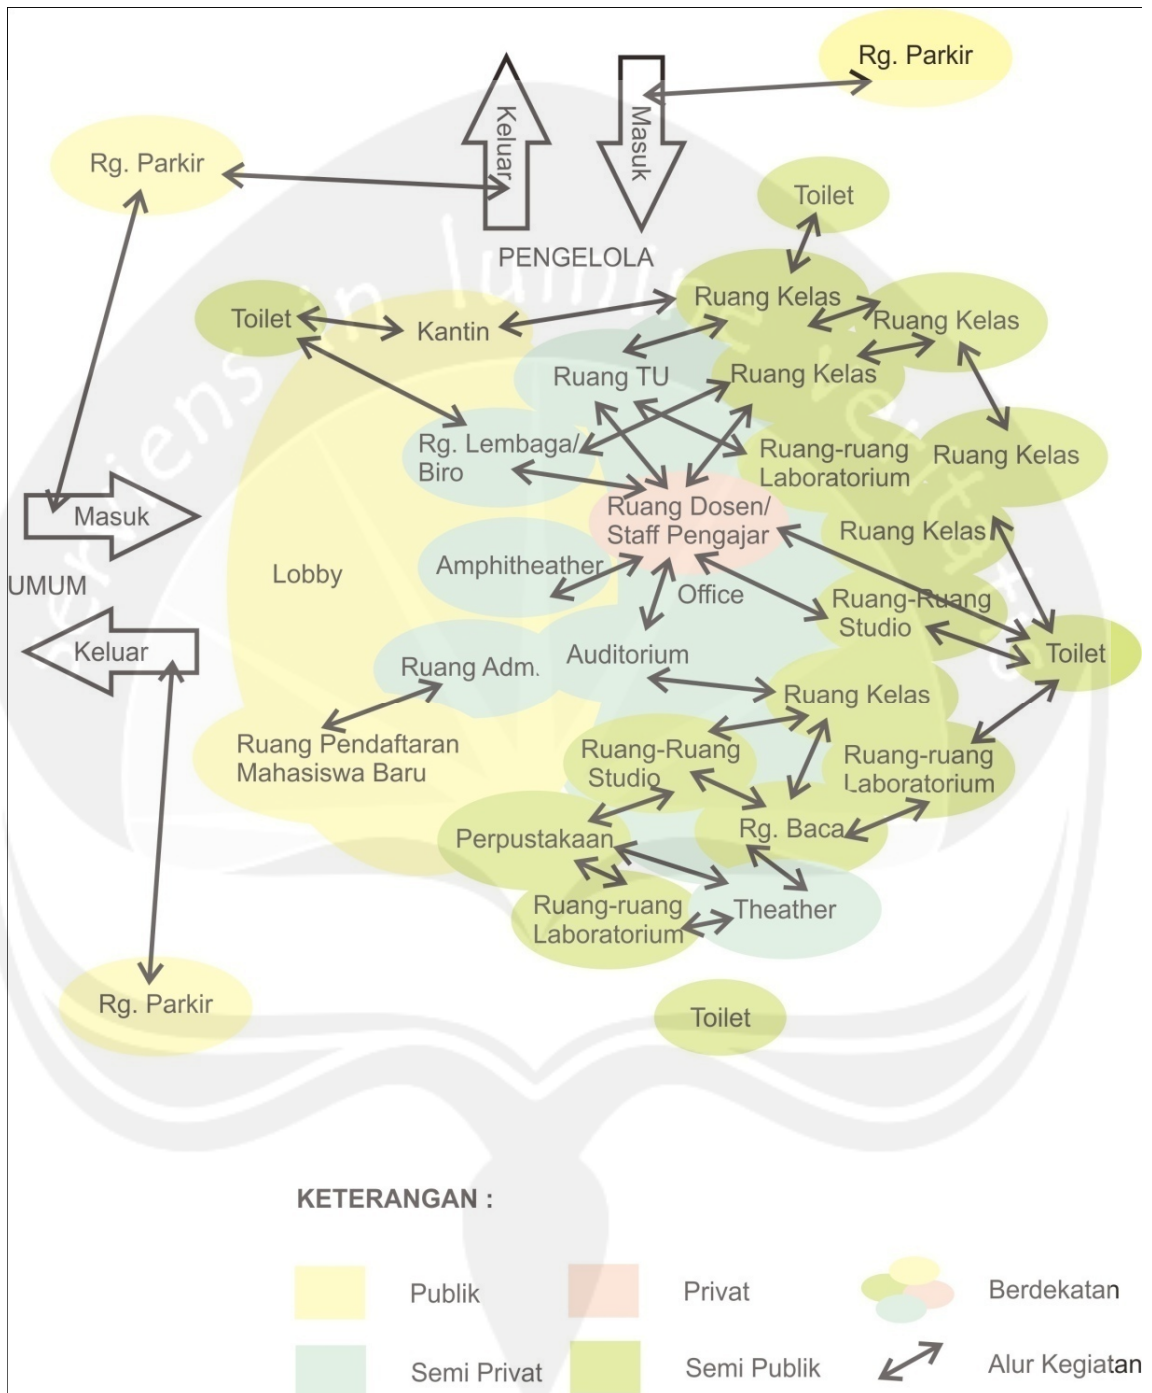 Rg. Parkir
Keluar
Masuk
Rg. Parkir
Toilet
PENGELOLA
Ruang Kelas
Toilet
Kantin
Ruang Kelas
Ruang TU
Ruang Kelas
Rg. Lembaga/
Biro
Ruang-ruang
Laboratorium
Ruang Kelas
Masuk
Ruang Dosen/
Staff Pengajar
Ruang Kelas
Amphitheather
Lobby
UMUM
Office
Ruang-Ruang
Studio
Keluar
Ruang Adm.
Auditorium
Toilet
Ruang Kelas
Ruang Pendaftaran
Mahasiswa Baru
Ruang-Ruang
Studio
Ruang-ruang
Laboratorium
Perpustakaan
Rg. Baca
Ruang-ruang
Laboratorium
Theather
Rg. Parkir
Toilet
serviens in lumine veritatis
KETERANGAN :
Publik
Privat
Berdekatan
Semi Privat
Semi Publik
Alur Kegiatan